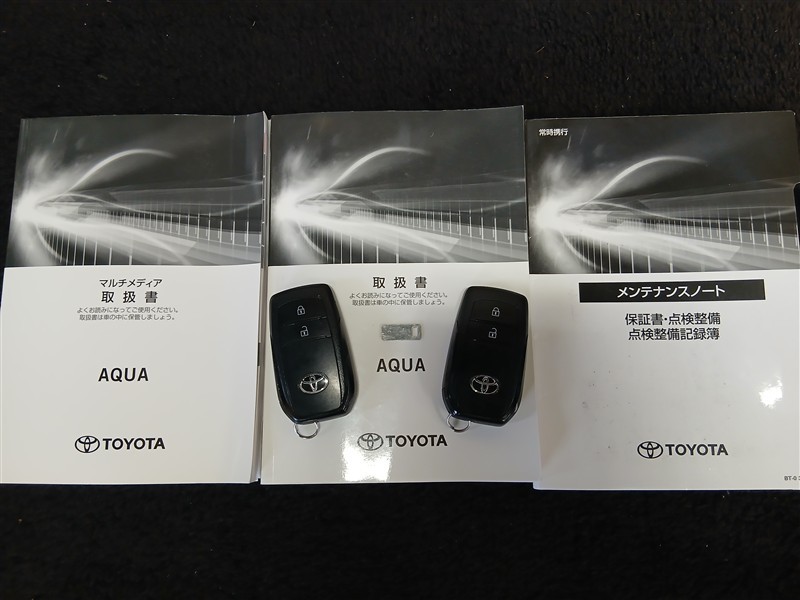 マルチメディア
取扱書
よくお読みになってご使用ください。
取扱書は車の中に保管しましょう。
AQUA
TOYOTA
取扱書
よくお読みになってご使用ください。
取扱書は車の中に保管しましょう。
AQUA
TOYOTA
常時携行
メンテナンスノート
保証書・点検整備
点検整備記録簿
TOYOTA